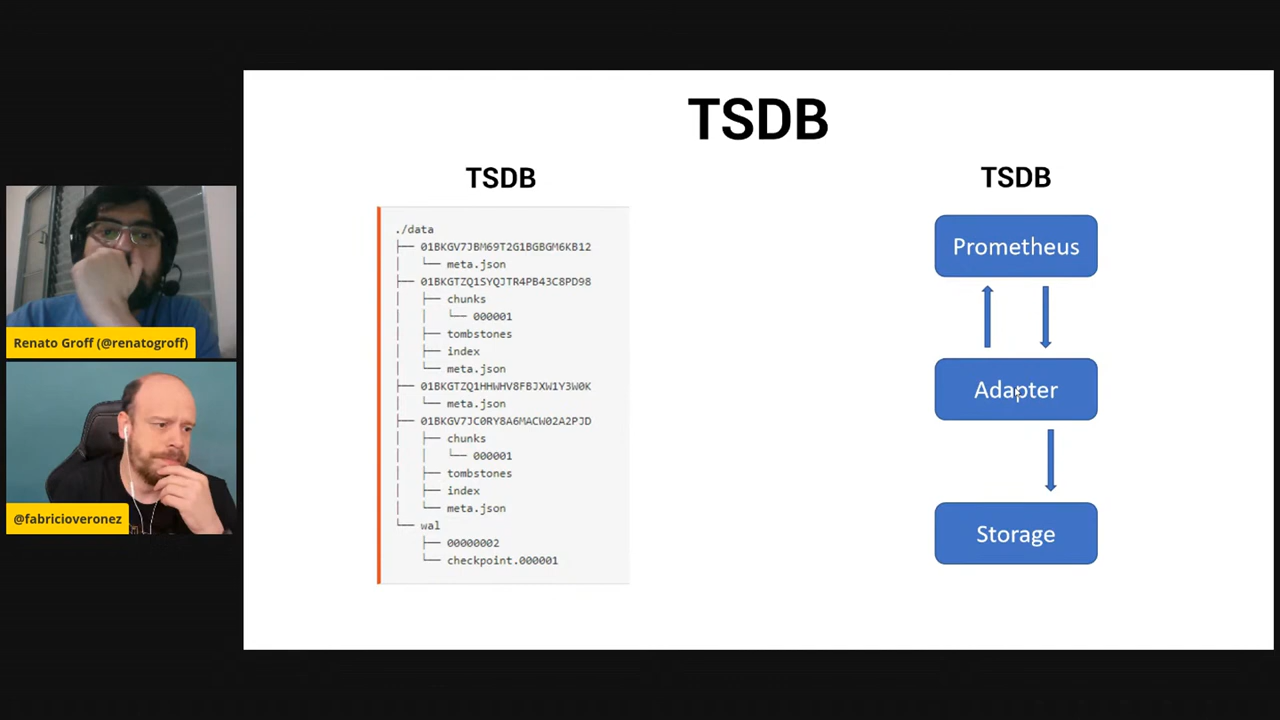 TSDB
TSDB
./data
├── 01BKGV7JBM69T2G1BGBGM6KB12
│   └── meta.json
├── 01BKGTZQ1SYQJTR4PB43C8PD98
│   ├── chunks
│   │   └── 000001
│   ├── tombstones
│   ├── index
│   └── meta.json
├── 01BKGTZQ1HHWHV8FBJXW1Y3W0K
│   └── meta.json
├── 01BKGV7JC0RY8A6MACW02A2PJD
│   ├── chunks
│   │   └── 000001
│   ├── tombstones
│   ├── index
│   └── meta.json
└── wal
    ├── 00000002
    └── checkpoint.000001
TSDB
Prometheus
Adapter
Storage
Renato Groff (@renatogroff)
@fabricioveronez